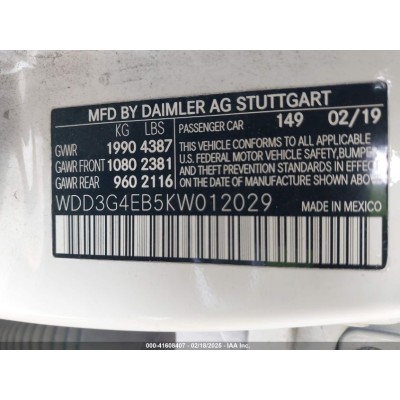 MFD BY DAIMLER AG STUTTGART
KG LBS PASSENGER CAR 149 02/19
GVWR 1990 4387 THIS VEHICLE CONFORMS TO ALL APPLICABLE
GAWR FRONT 1080 2381 U.S. FEDERAL MOTOR VEHICLE SAFETY, BUMPER,
GAWR REAR 960 2116 AND THEFT PREVENTION STANDARDS IN EFFECT
ON THE DATE OF MANUFACTURE SHOWN ABOVE.
WDD3G4EB5KW012029 MADE IN MEXICO
000-41608407 - 02/18/2025 - IAA Inc.